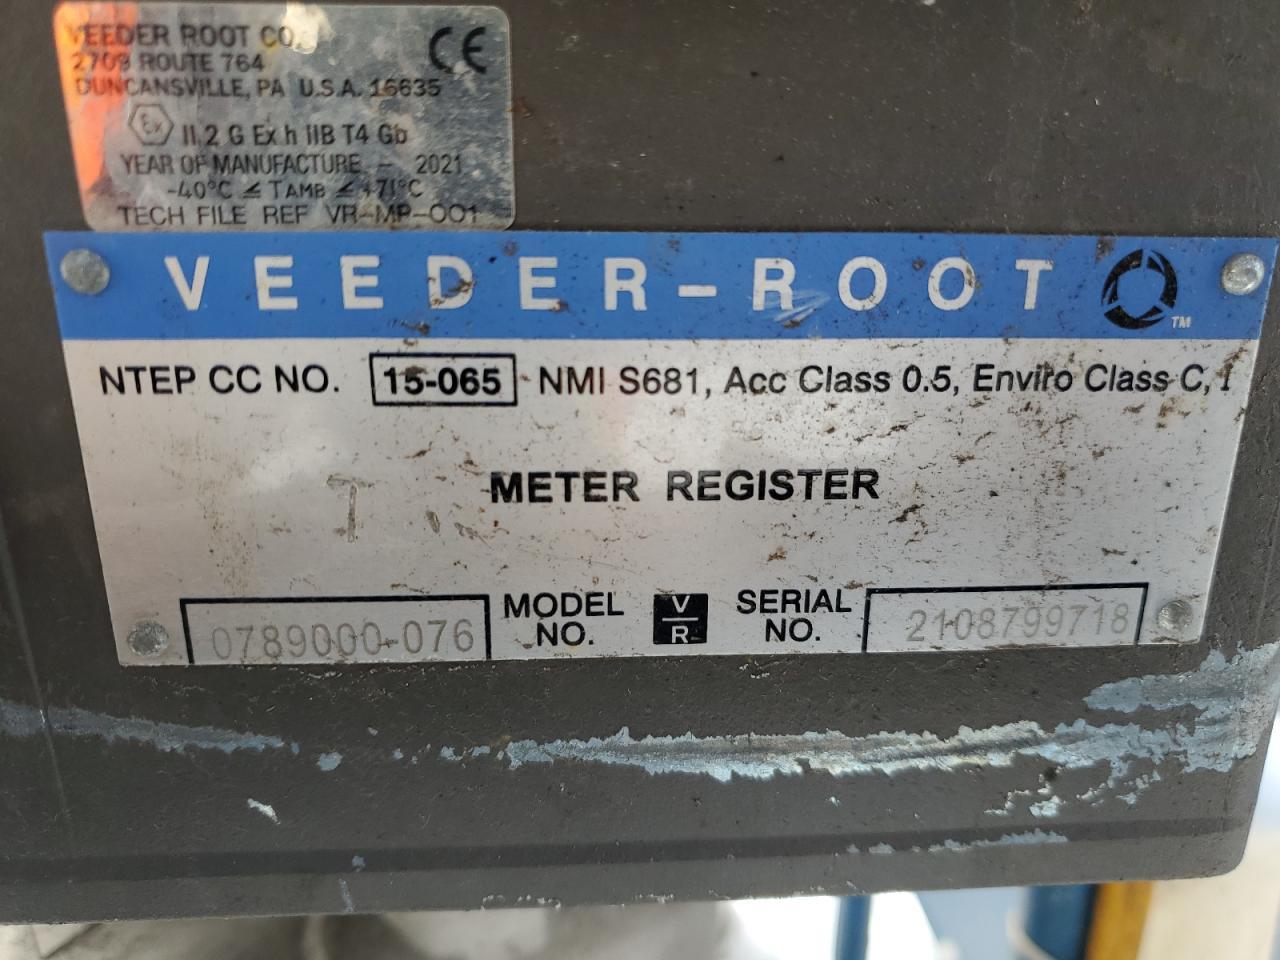 VEEDER ROOT CO.
2709 ROUTE 764
DUNCANSVILLE, PA U.S.A. 16635
CE
Ex II 2 G Ex h IIB T4 Gb
YEAR OF MANUFACTURE - 2021
-40°C ≤ TAMB ≤ +71°C
TECH FILE REF VR-MP-001
VEEDER-ROOT TM
NTEP CC NO. 15-065 NMI S681, Acc Class 0.5, Enviro Class C, I
METER REGISTER
0789000-076 MODEL NO. V/R SERIAL NO. 2108799718